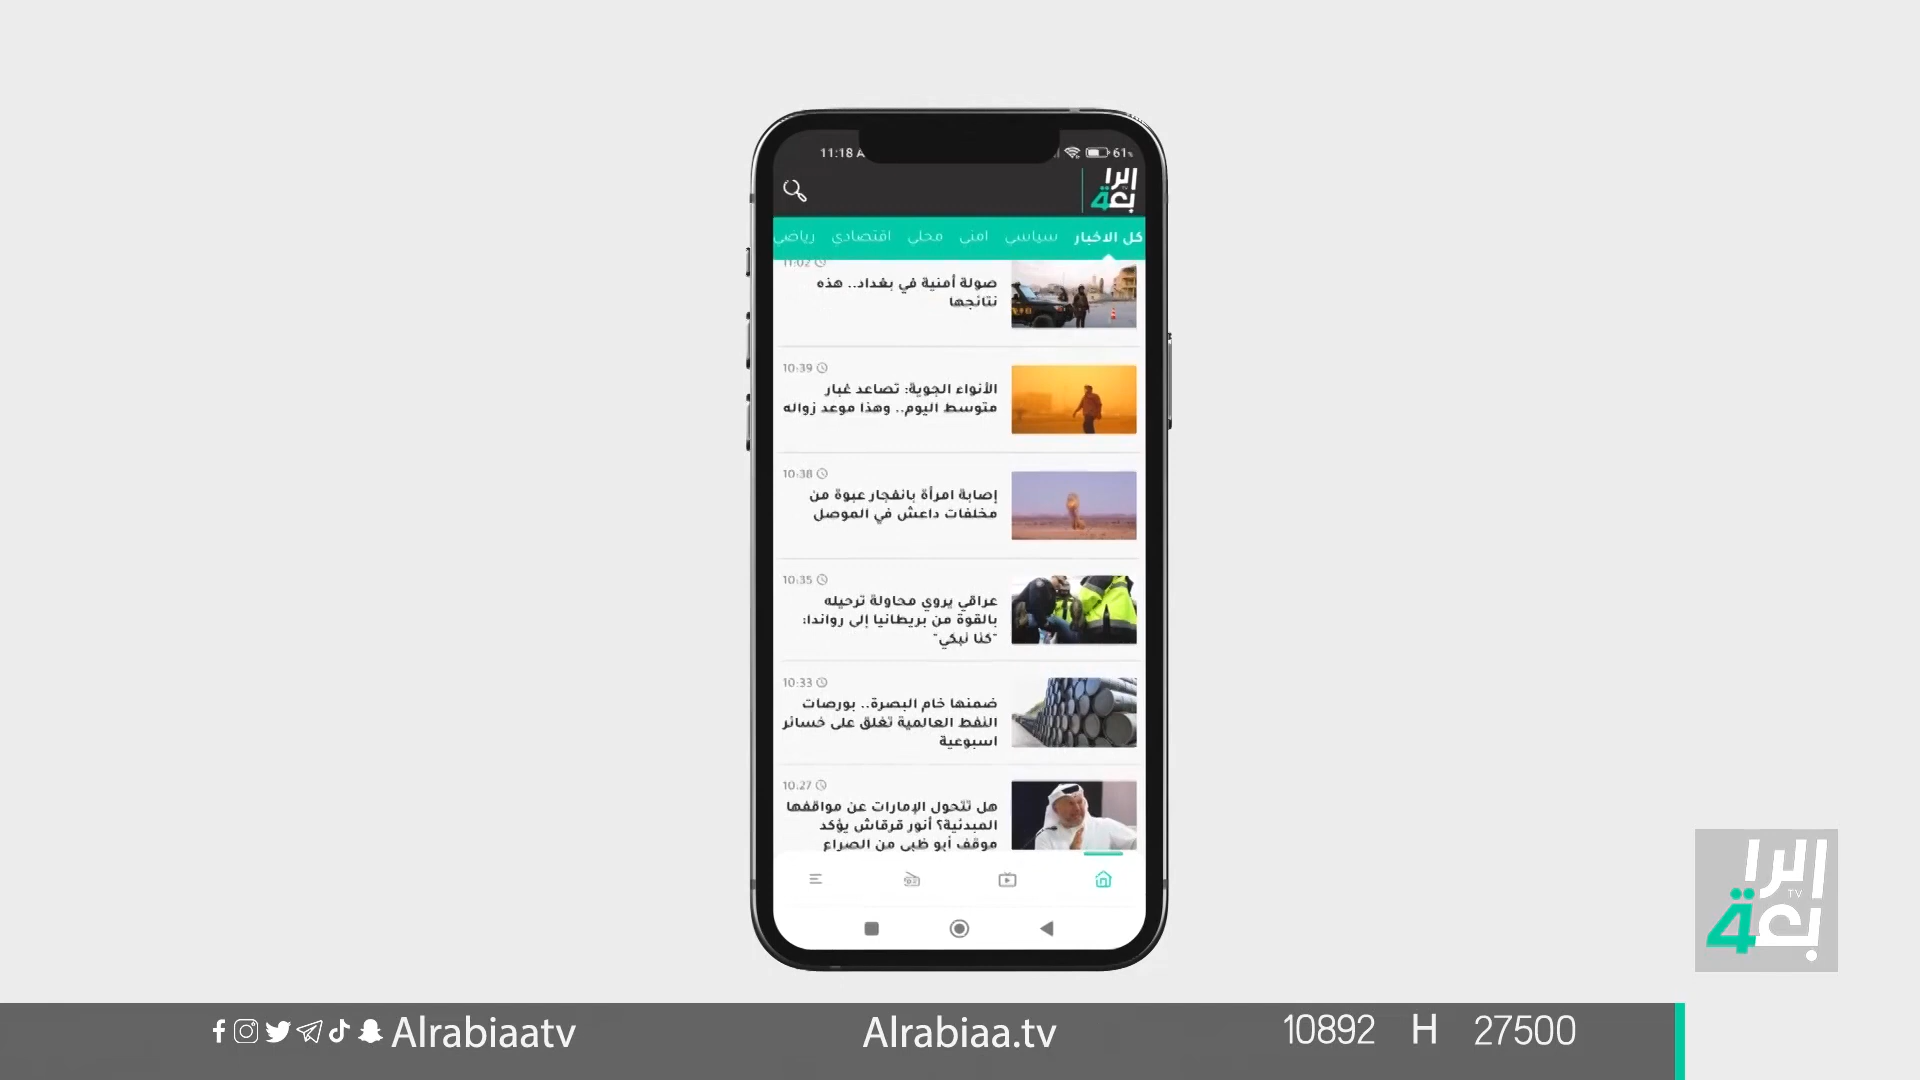 11:18 A
61%
الرابعة
TV
كل الاخبار سياسي امني محلي اقتصادي رياضي
11:02
صولة أمنية في بغداد.. هذه
نتائجها
10:39
الأنواء الجوية: تصاعد غبار
متوسط اليوم.. وهذا موعد زواله
10:38
إصابة امرأة بانفجار عبوة من
مخلفات داعش في الموصل
10:35
عراقي يروي محاولة ترحيله
بالقوة من بريطانيا إلى رواندا:
"كنا نبكي"
10:33
ضمنها خام البصرة.. بورصات
النفط العالمية تغلق على خسائر
اسبوعية
10:27
هل تتحول الإمارات عن مواقفها
المبدئية؟ أنور قرقاش يؤكد
موقف أبو ظبي من الصراع
الرابعة
TV
Alrabiaatv
Alrabiaa.tv
10892 H 27500